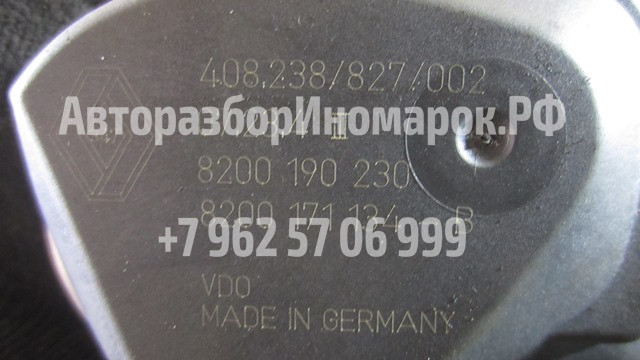 408.238/827/002
АвторазборИномарок.РФ
8200 190 230
8200 171 134 B
+7 962 57 06 999
VDO
MADE IN GERMANY